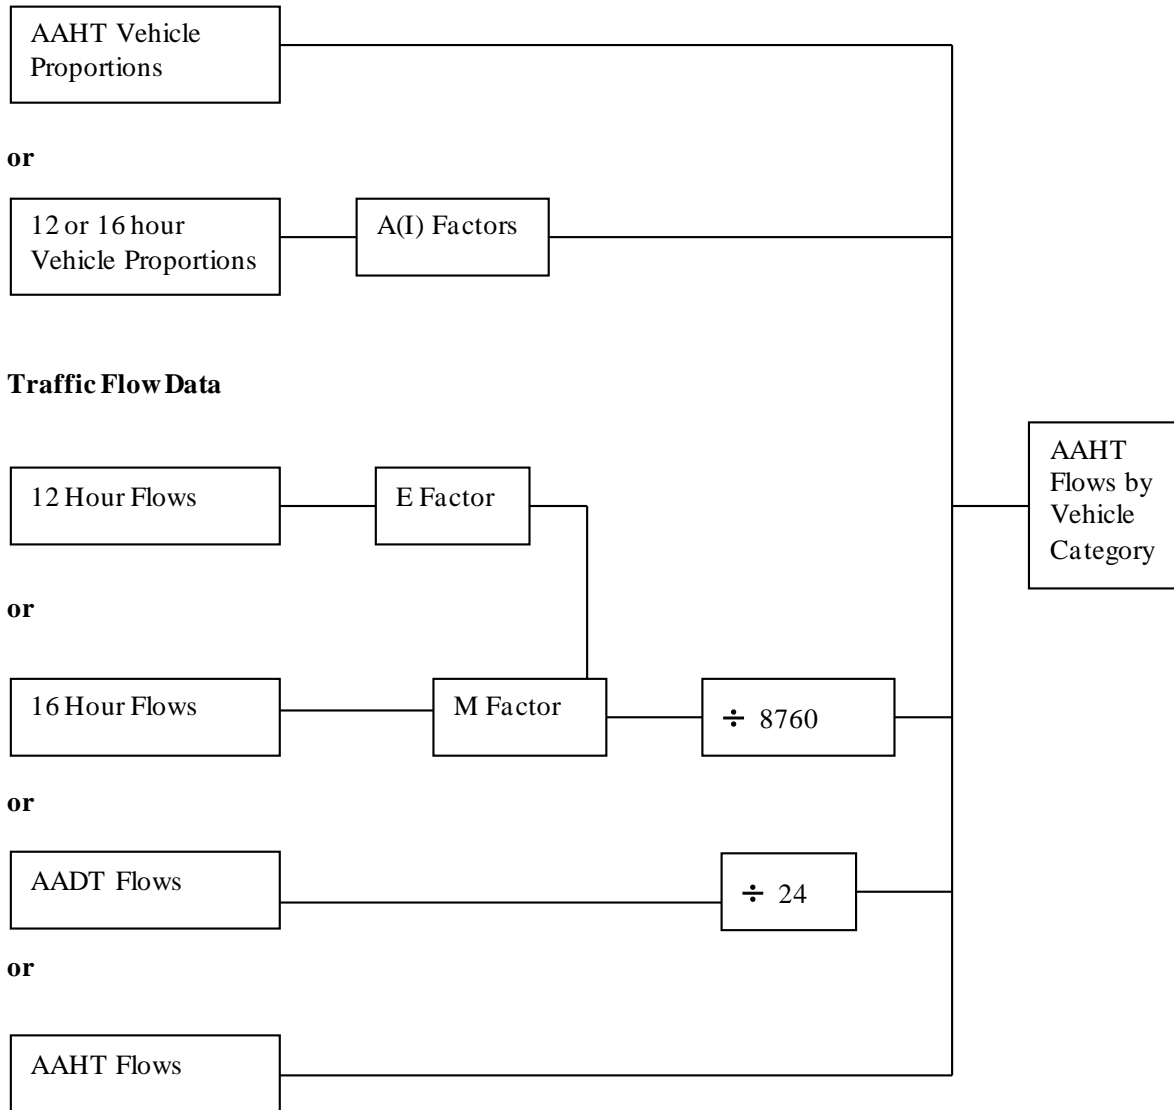 AAHT Vehicle
Proportions
or
12 or 16 hour
Vehicle Proportions
A(I) Factors
Traffic Flow Data
12 Hour Flows
E Factor
AAHT
Flows by
Vehicle
Category
or
16 Hour Flows
M Factor
÷ 8760
or
AADT Flows
÷ 24
or
AAHT Flows